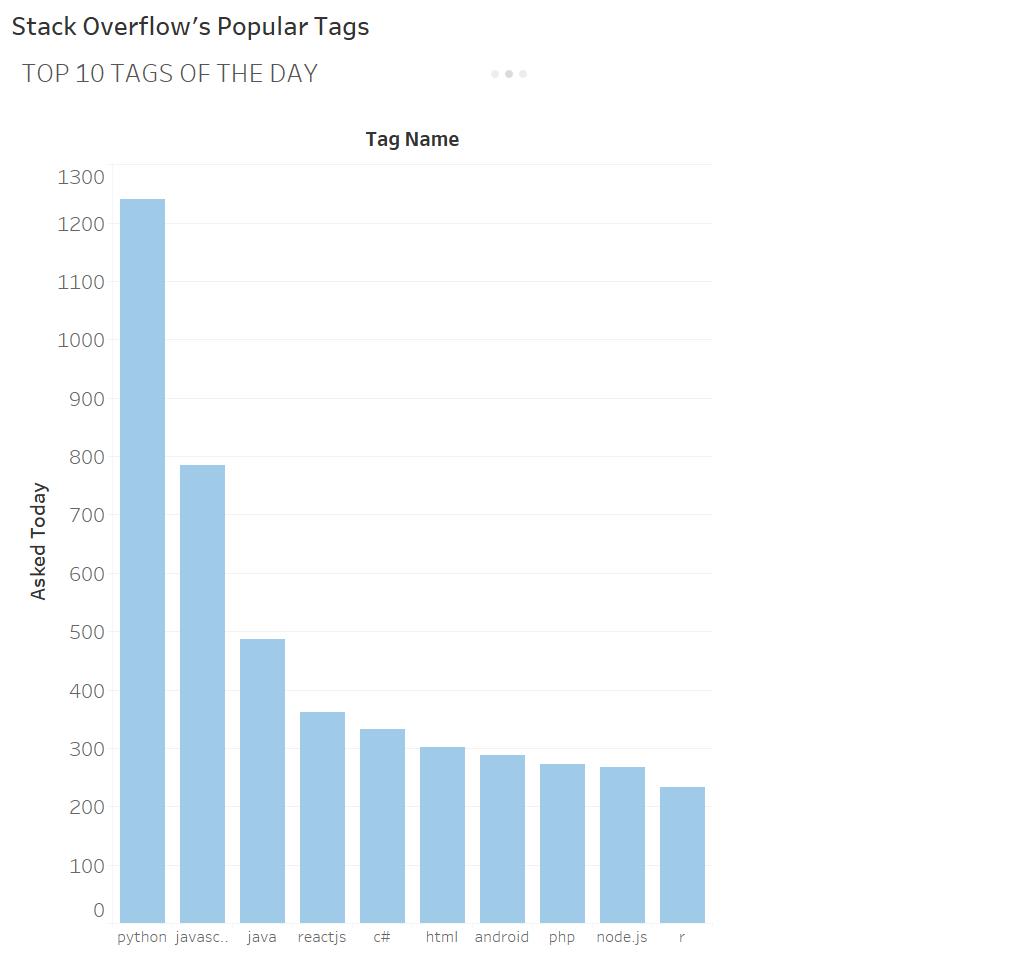 Stack Overflow's Popular Tags
TOP 10 TAGS OF THE DAY
Tag Name
1300
1200
1100
1000
900
800
700
600
500
400
300
200
100
0
Asked Today
python javasc.. java reactjs c# html android php node.js r